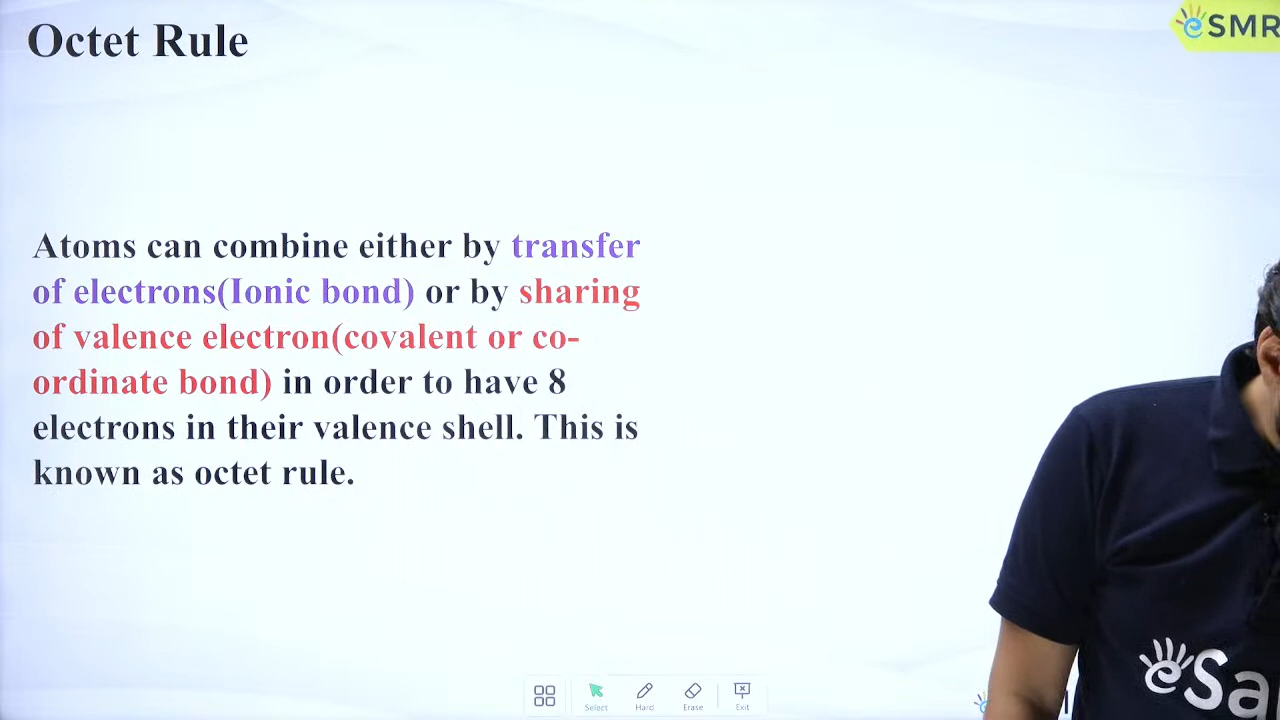 Octet Rule
eSMR
Atoms can combine either by transfer
of electrons(Ionic bond) or by sharing
of valence electron(covalent or co-
ordinate bond) in order to have 8
electrons in their valence shell. This is
known as octet rule.
eSa
Select
Hard
Erase
Exit